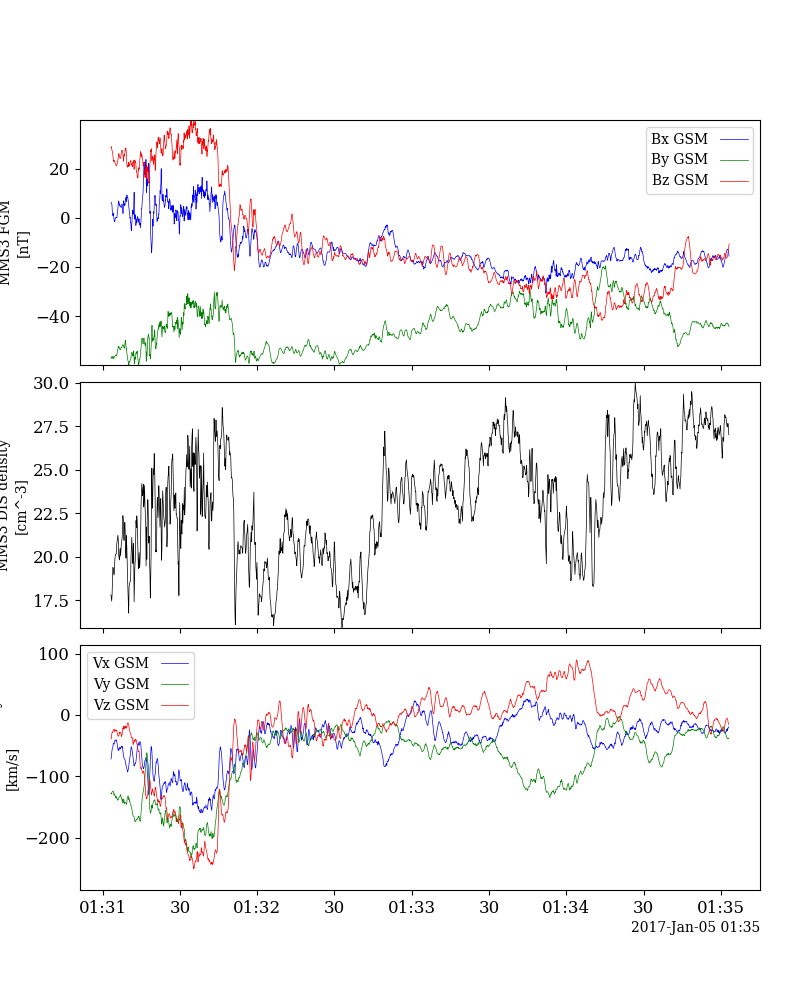 MMS3 FGM
[nT]
20
0
−20
−40
Bx GSM
By GSM
Bz GSM
MMS3 DIS density
[cm^-3]
30.0
27.5
25.0
22.5
20.0
17.5
[km/s]
100
0
−100
−200
Vx GSM
Vy GSM
Vz GSM
01:31
30
01:32
30
01:33
30
01:34
30
01:35
2017-Jan-05 01:35